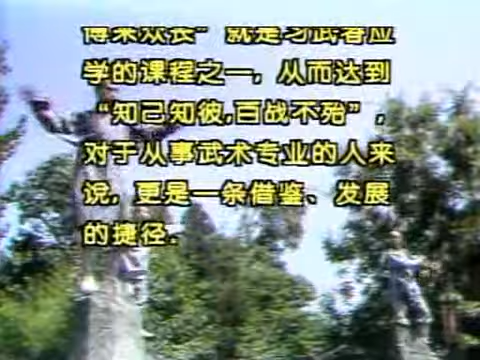 博采众长”就是习武者应
学的课程之一,从而达到
“知己知彼,百战不殆”,
对于从事武术专业的人来
说,更是一条借鉴、发展
的捷径.